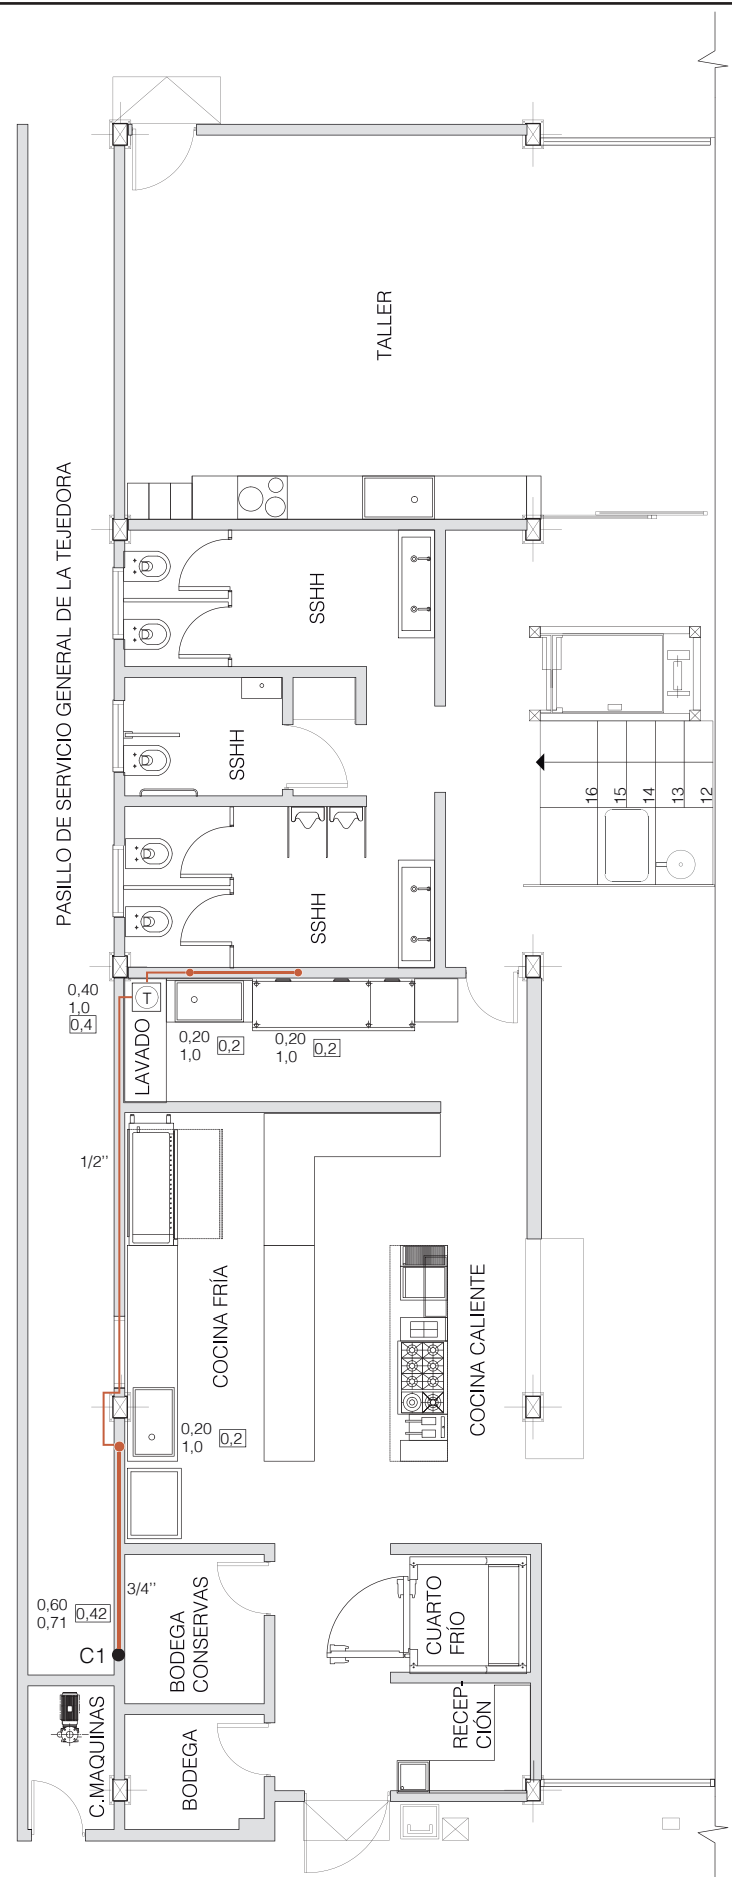 TALLER
PASILLO DE SERVICIO GENERAL DE LA TEJEDORA
SSHH
SSHH
16
15
14
13
12
SSHH
0,40
1,0
0,4
T
LAVADO
0,20
1,0
0,2
0,20
1,0
0,2
1/2’’
COCINA FRÍA
COCINA CALIENTE
0,20
1,0
0,2
3/4’’
0,60
0,71
0,42
C1
BODEGA
CONSERVAS
CUARTO
FRÍO
C.MAQUINAS
BODEGA
RECEP-
CIÓN